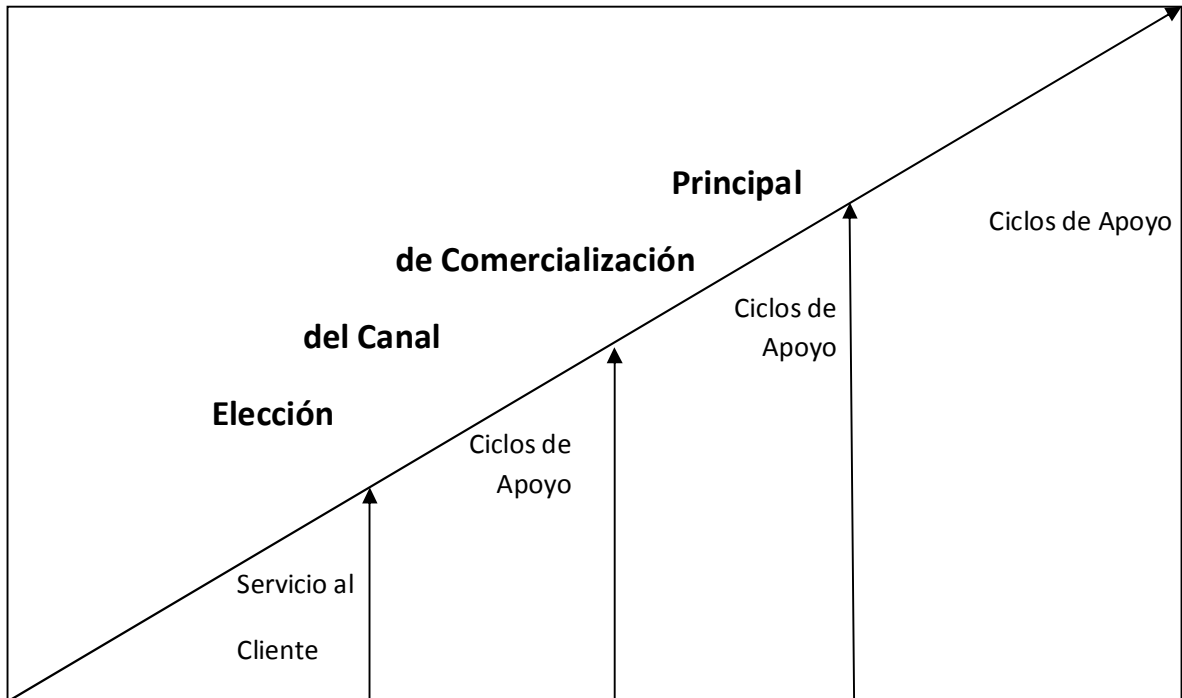 Principal
Ciclos de Apoyo
de Comercialización
Ciclos de
Apoyo
del Canal
Elección
Ciclos de
Apoyo
Servicio al
Cliente